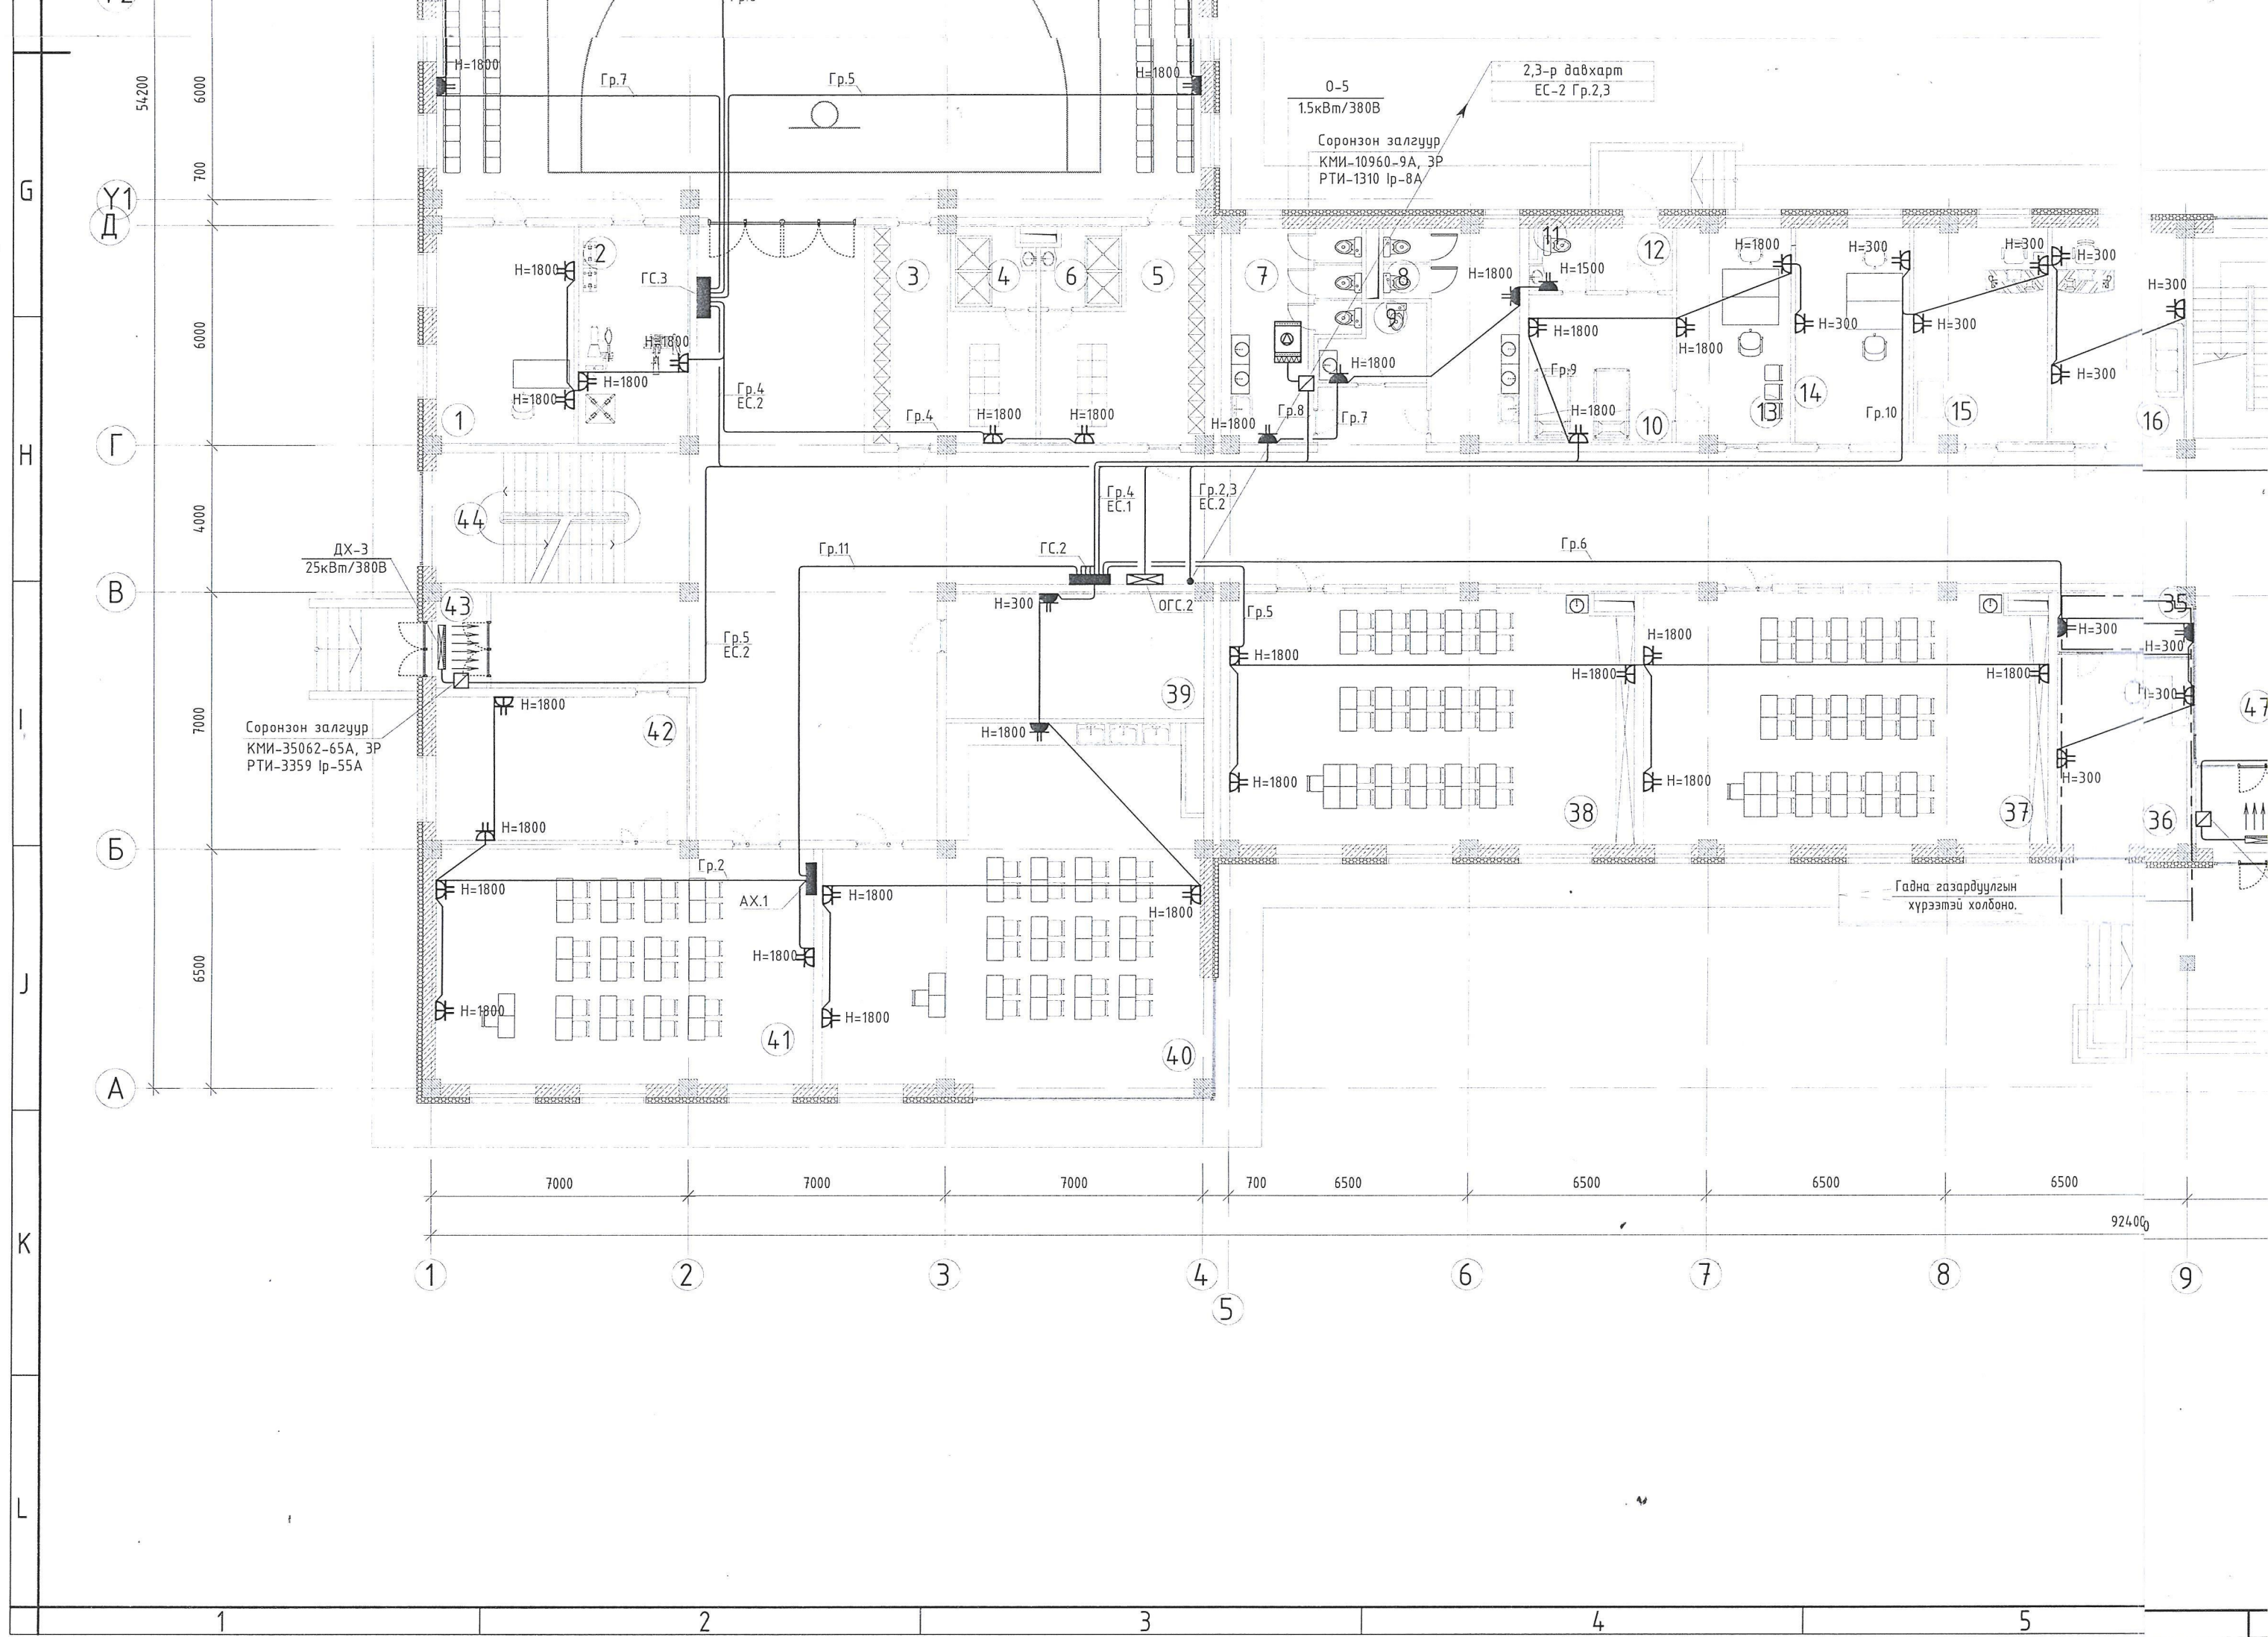 H=1800
Гр.7
Гр.5
H=1800
54200
6000
700
6000
4000
7000
6500
G
H
I
J
K
L
Y1
Д
Г
В
Б
А
О-5
1.5кВт/380В
2,3-р давхарт
ЕС-2 Гр.2,3
Соронзон залгуур
КМИ-10960-9А, 3Р
РТИ-1310 Iр-8А
1
2
3
4
6
5
7
8
9
11
12
10
13
14
15
16
H=1800
H=1800
H=1800
H=1800
ГС.3
Гр.4
ЕС.2
Гр.4
H=1800
H=1800
H=1800
Гр.8
Гр.7
H=1800
H=1800
H=1500
H=1800
H=1800
Гр.9
H=1800
H=1800
H=300
H=300
Гр.10
H=300
H=300
H=300
H=300
H=300
44
ДХ-3
25кВт/380В
43
Гр.11
ГС.2
Гр.4
ЕС.1
Гр.2,3
ЕС.2
Гр.6
H=300
ОГС.2
Гр.5
Гр.5
ЕС.2
Соронзон залгуур
КМИ-35062-65А, 3Р
РТИ-3359 Iр-55А
H=1800
42
H=1800
39
H=1800
H=1800
H=1800
H=1800
H=1800
38
H=1800
H=1800
37
35
H=300
H=300
H=300
H=300
36
47
Гр.2
H=1800
АХ.1
H=1800
H=1800
H=1800
H=1800
H=1800
41
40
Гадна газардуулгын
хүрээтэй холбоно.
7000
7000
7000
700
6500
6500
6500
6500
92400
1
2
3
4
5
6
7
8
9
1
2
3
4
5